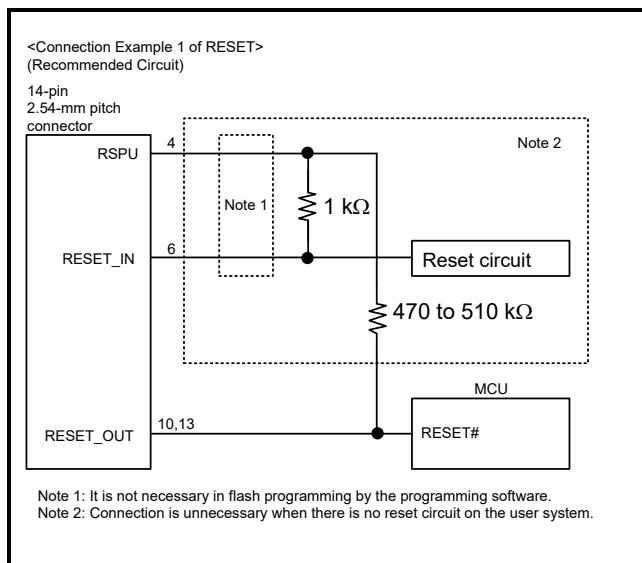 <Connection Example 1 of RESET>
(Recommended Circuit)
14-pin
2.54-mm pitch
connector
RSPU
4
Note 2
Note 1
1 kΩ
RESET_IN
6
Reset circuit
470 to 510 kΩ
MCU
RESET_OUT
10,13
RESET#
Note 1: It is not necessary in flash programming by the programming software.
Note 2: Connection is unnecessary when there is no reset circuit on the user system.